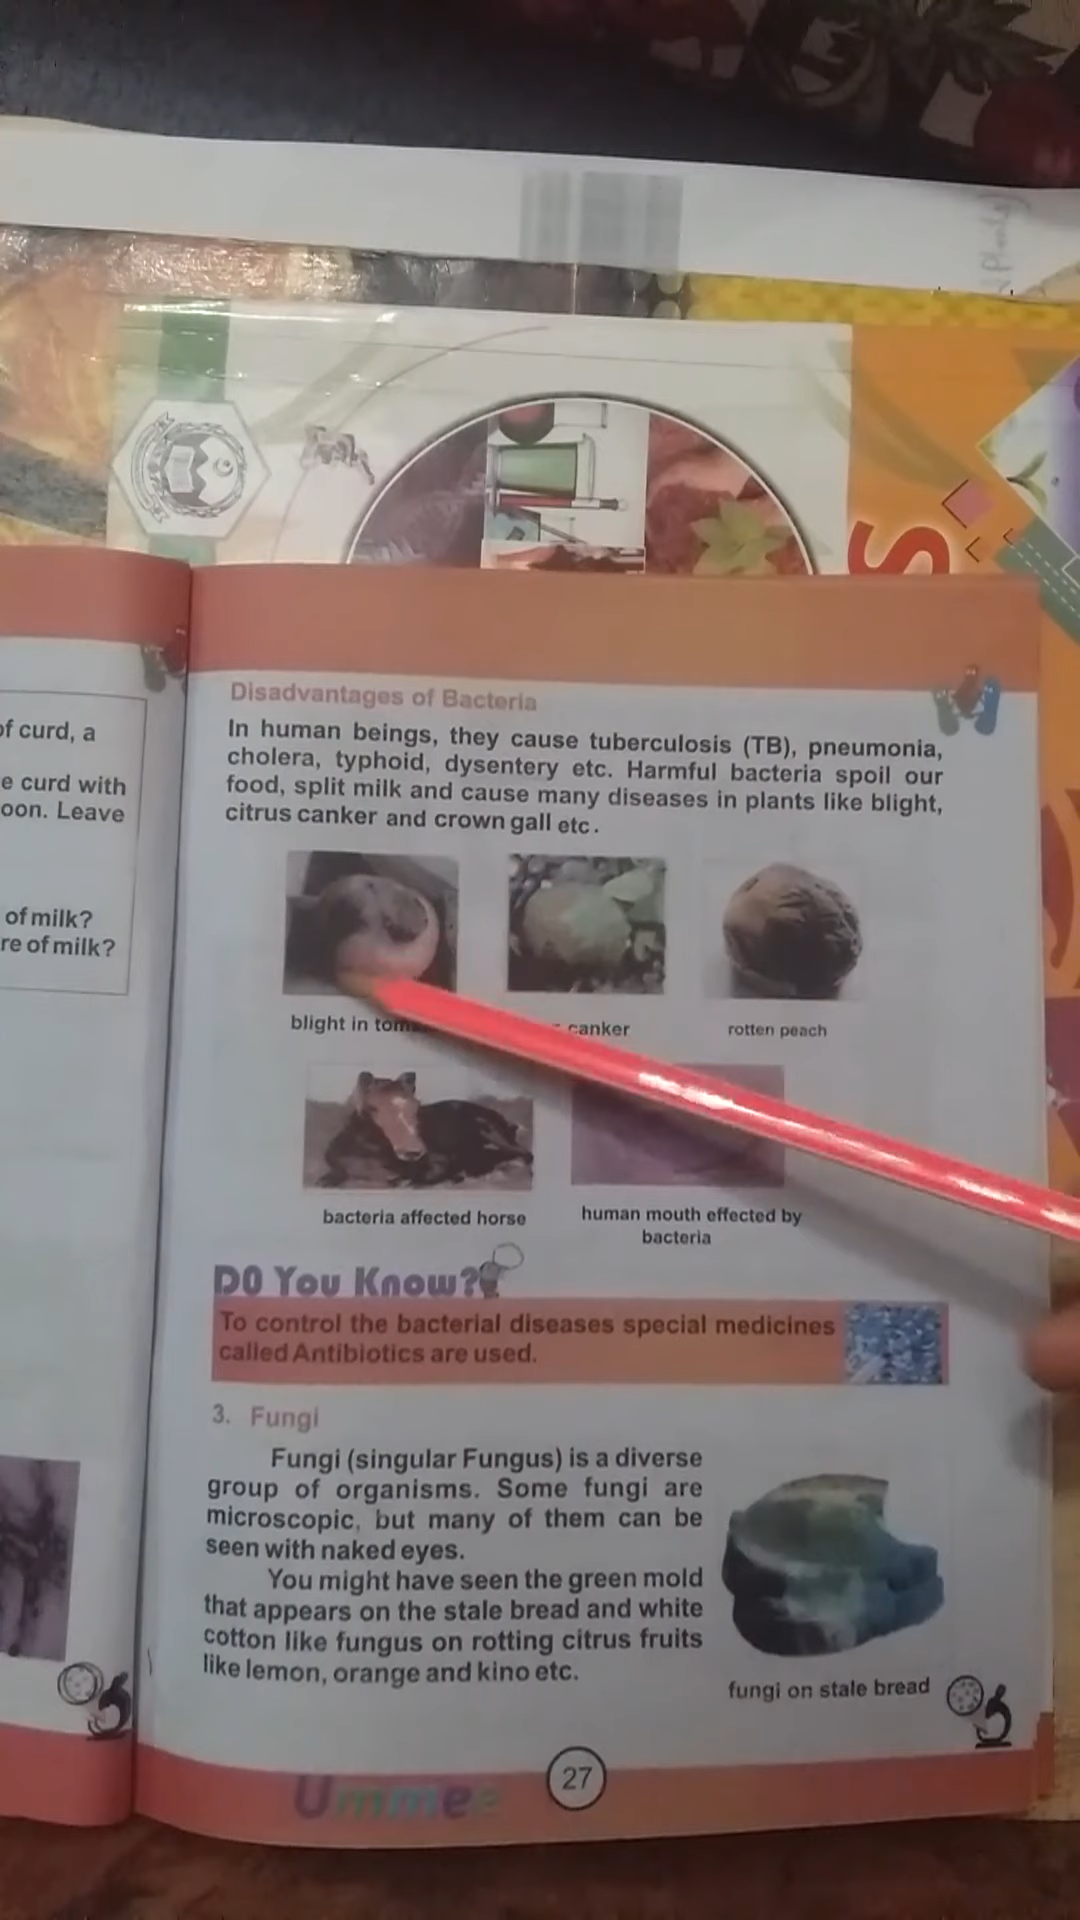 Planty)
S
of curd, a
e curd with
oon. Leave
of milk?
re of milk?
Disadvantages of Bacteria
In human beings, they cause tuberculosis (TB), pneumonia,
cholera, typhoid, dysentery etc. Harmful bacteria spoil our
food, split milk and cause many diseases in plants like blight,
citrus canker and crown gall etc.
blight in tom
canker
rotten peach
bacteria affected horse
human mouth effected by
bacteria
DO You Know?
To control the bacterial diseases special medicines
called Antibiotics are used.
3. Fungi
Fungi (singular Fungus) is a diverse
group of organisms. Some fungi are
microscopic, but many of them can be
seen with naked eyes.
You might have seen the green mold
that appears on the stale bread and white
cotton like fungus on rotting citrus fruits
like lemon, orange and kino etc.
fungi on stale bread
27
Ummee